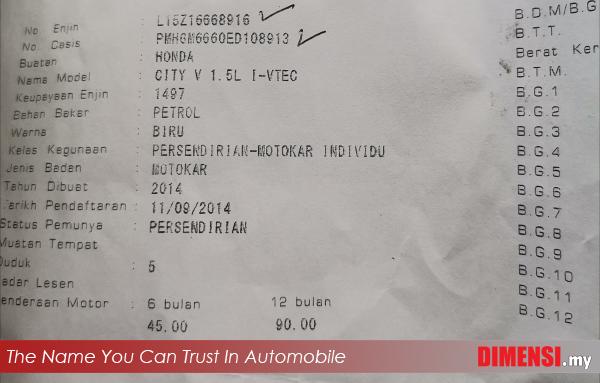 No Enjin : L15Z16668916
No. Casis : PMHGM6660ED108913
Buatan : HONDA
Nama Model : CITY V 1.5L I-VTEC
Keupayaan Enjin : 1497
Bahan Bakar : PETROL
Warna : BIRU
Kelas Kegunaan : PERSENDIRIAN-MOTOKAR INDIVIDU
Jenis Badan : MOTOKAR
Tahun Dibuat : 2014
arikh Pendaftaran : 11/09/2014
Status Pemunya : PERSENDIRIAN
Muatan Tempat
Duduk : 5
adar Lesen
enderaan Motor : 6 bulan 12 bulan
45.00 90.00
B.D.M/B.G
B.T.T.
Berat Ker
B.T.M.
B.G.1
B.G.2
B.G.3
B.G.4
B.G.5
B.G.6
B.G.7
B.G.8
B.G.9
B.G.10
B.G.11
B.G.12
The Name You Can Trust In Automobile
DIMENSI.my